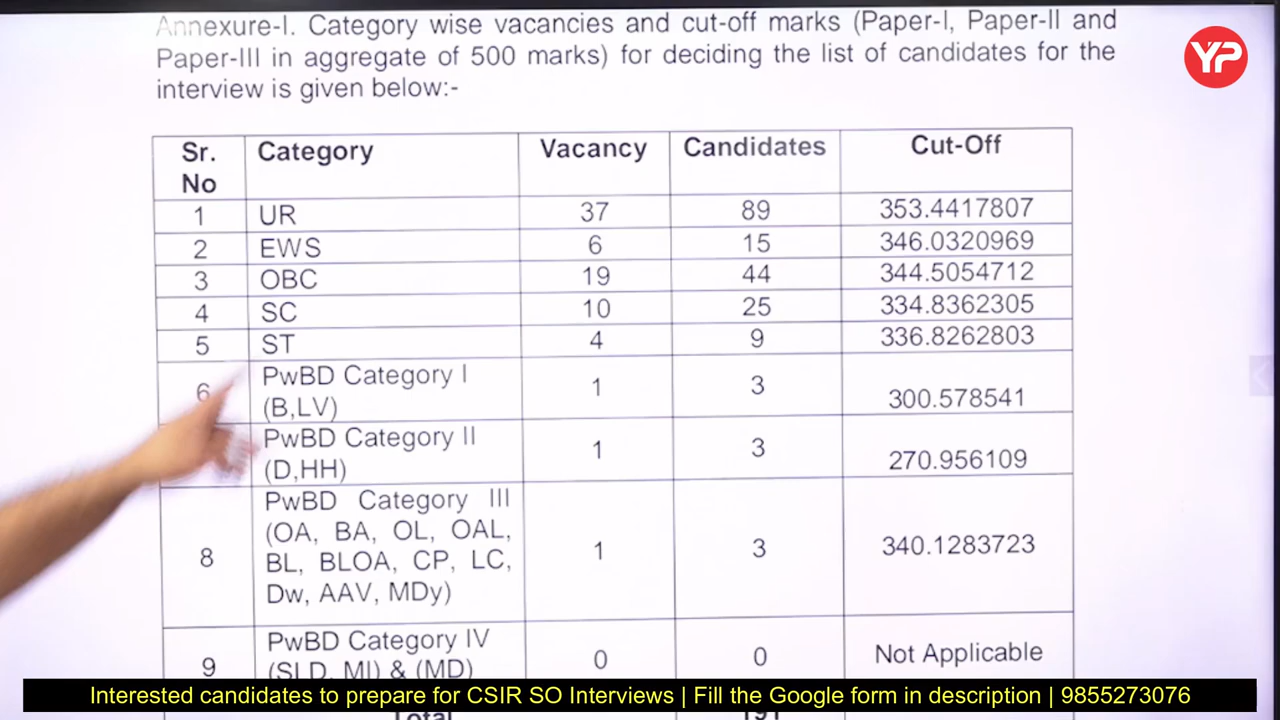 Annexure-I. Category wise vacancies and cut-off marks (Paper-I, Paper-II and
Paper-III in aggregate of 500 marks) for deciding the list of candidates for the
interview is given below:-
YP
Sr. No Category Vacancy Candidates Cut-Off
1 UR 37 89 353.4417807
2 EWS 6 15 346.0320969
3 OBC 19 44 344.5054712
4 SC 10 25 334.8362305
5 ST 4 9 336.8262803
6 PwBD Category I (B,LV) 1 3 300.578541
PwBD Category II (D,HH) 1 3 270.956109
8 PwBD Category III (OA, BA, OL, OAL, BL, BLOA, CP, LC, Dw, AAV, MDy) 1 3 340.1283723
9 PwBD Category IV (SLD, MI) & (MD) 0 0 Not Applicable
Total 191
Interested candidates to prepare for CSIR SO Interviews | Fill the Google form in description | 9855273076